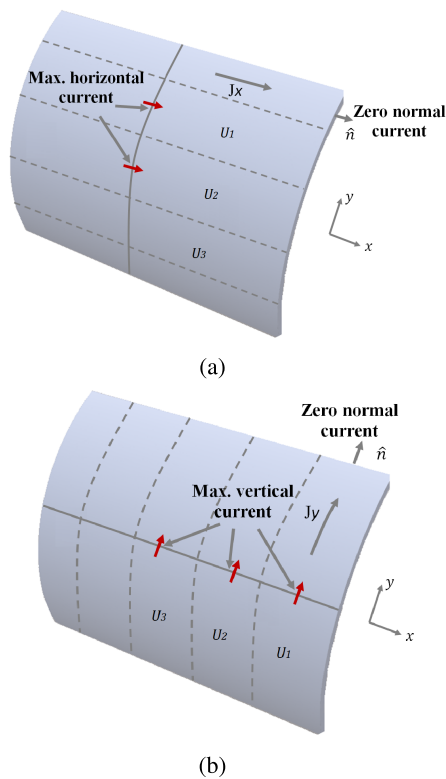 Max. horizontal
current
Jx
Zero normal
current
n̂
U1
U2
U3
y
x
(a)
Zero normal
current
n̂
Max. vertical
current
Jy
y
x
U3
U2
U1
(b)